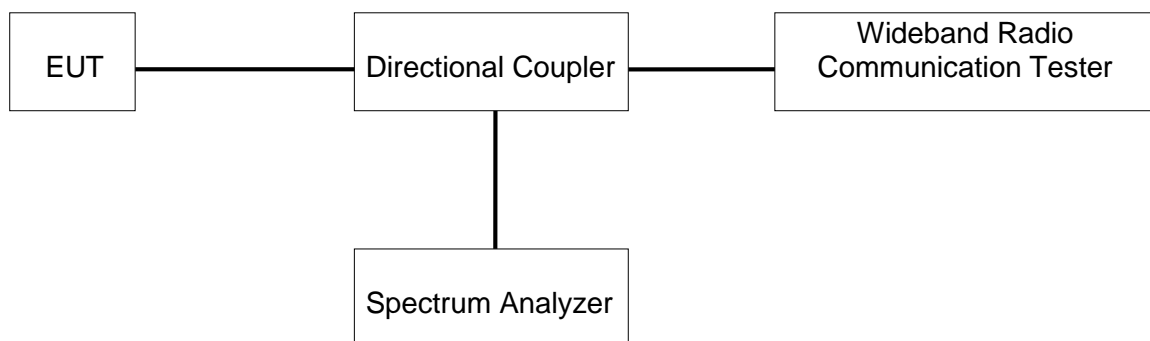 EUT
Directional Coupler
Wideband Radio
Communication Tester
Spectrum Analyzer